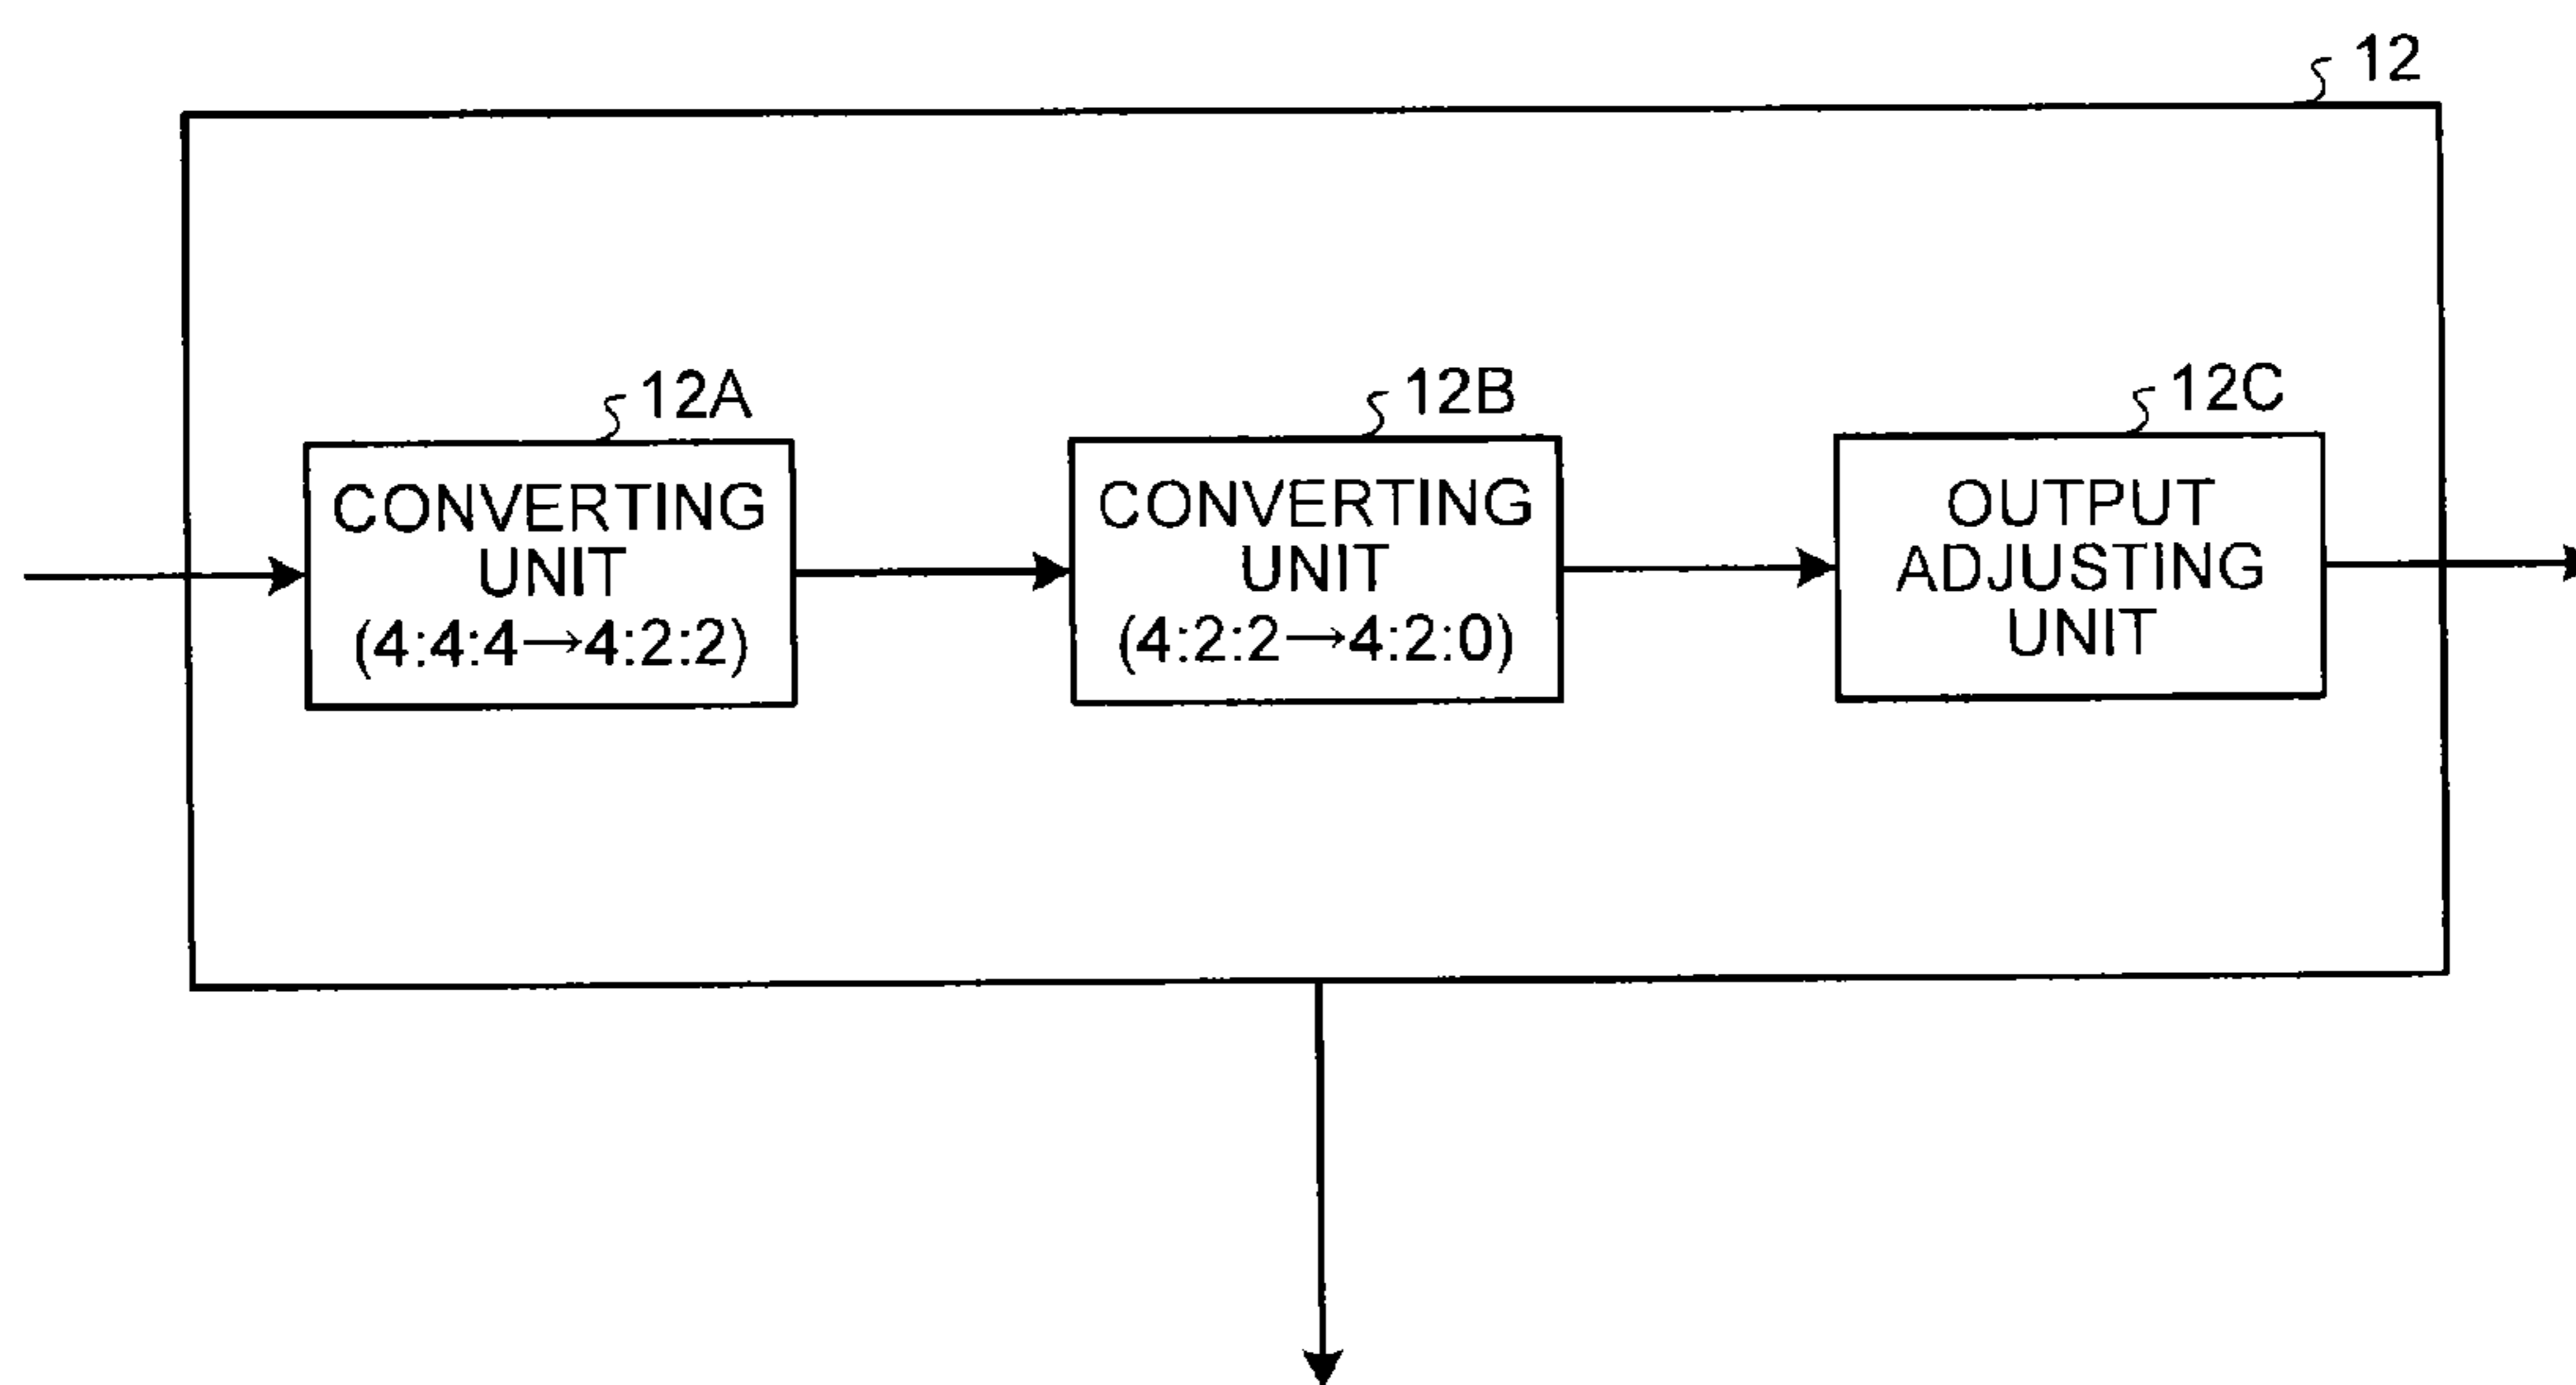 12
12A
CONVERTING
UNIT
(4:4:4→4:2:2)
12B
CONVERTING
UNIT
(4:2:2→4:2:0)
12C
OUTPUT
ADJUSTING
UNIT